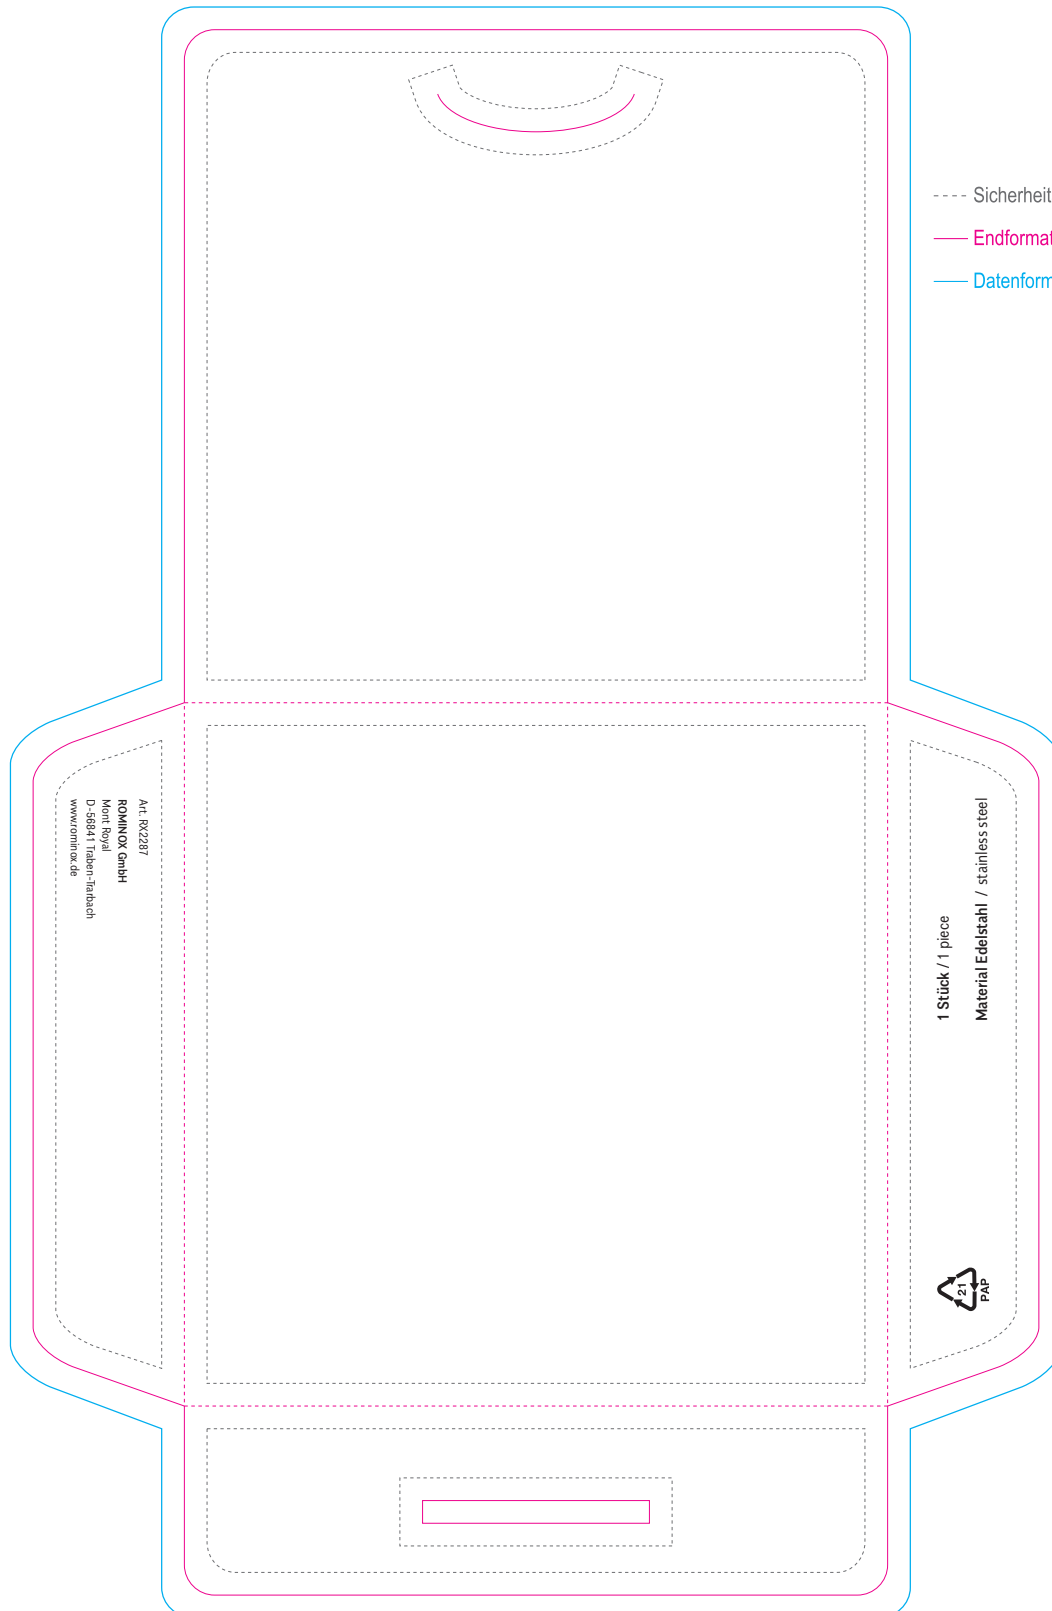 Sicherheit
Endformat
Datenform
Art. RX2287
ROMINOX GmbH
Mont Royal
D-56841 Traben-Trarbach
www.rominox.de
1 Stück / 1 piece
Material Edelstahl / stainless steel
21
PAP